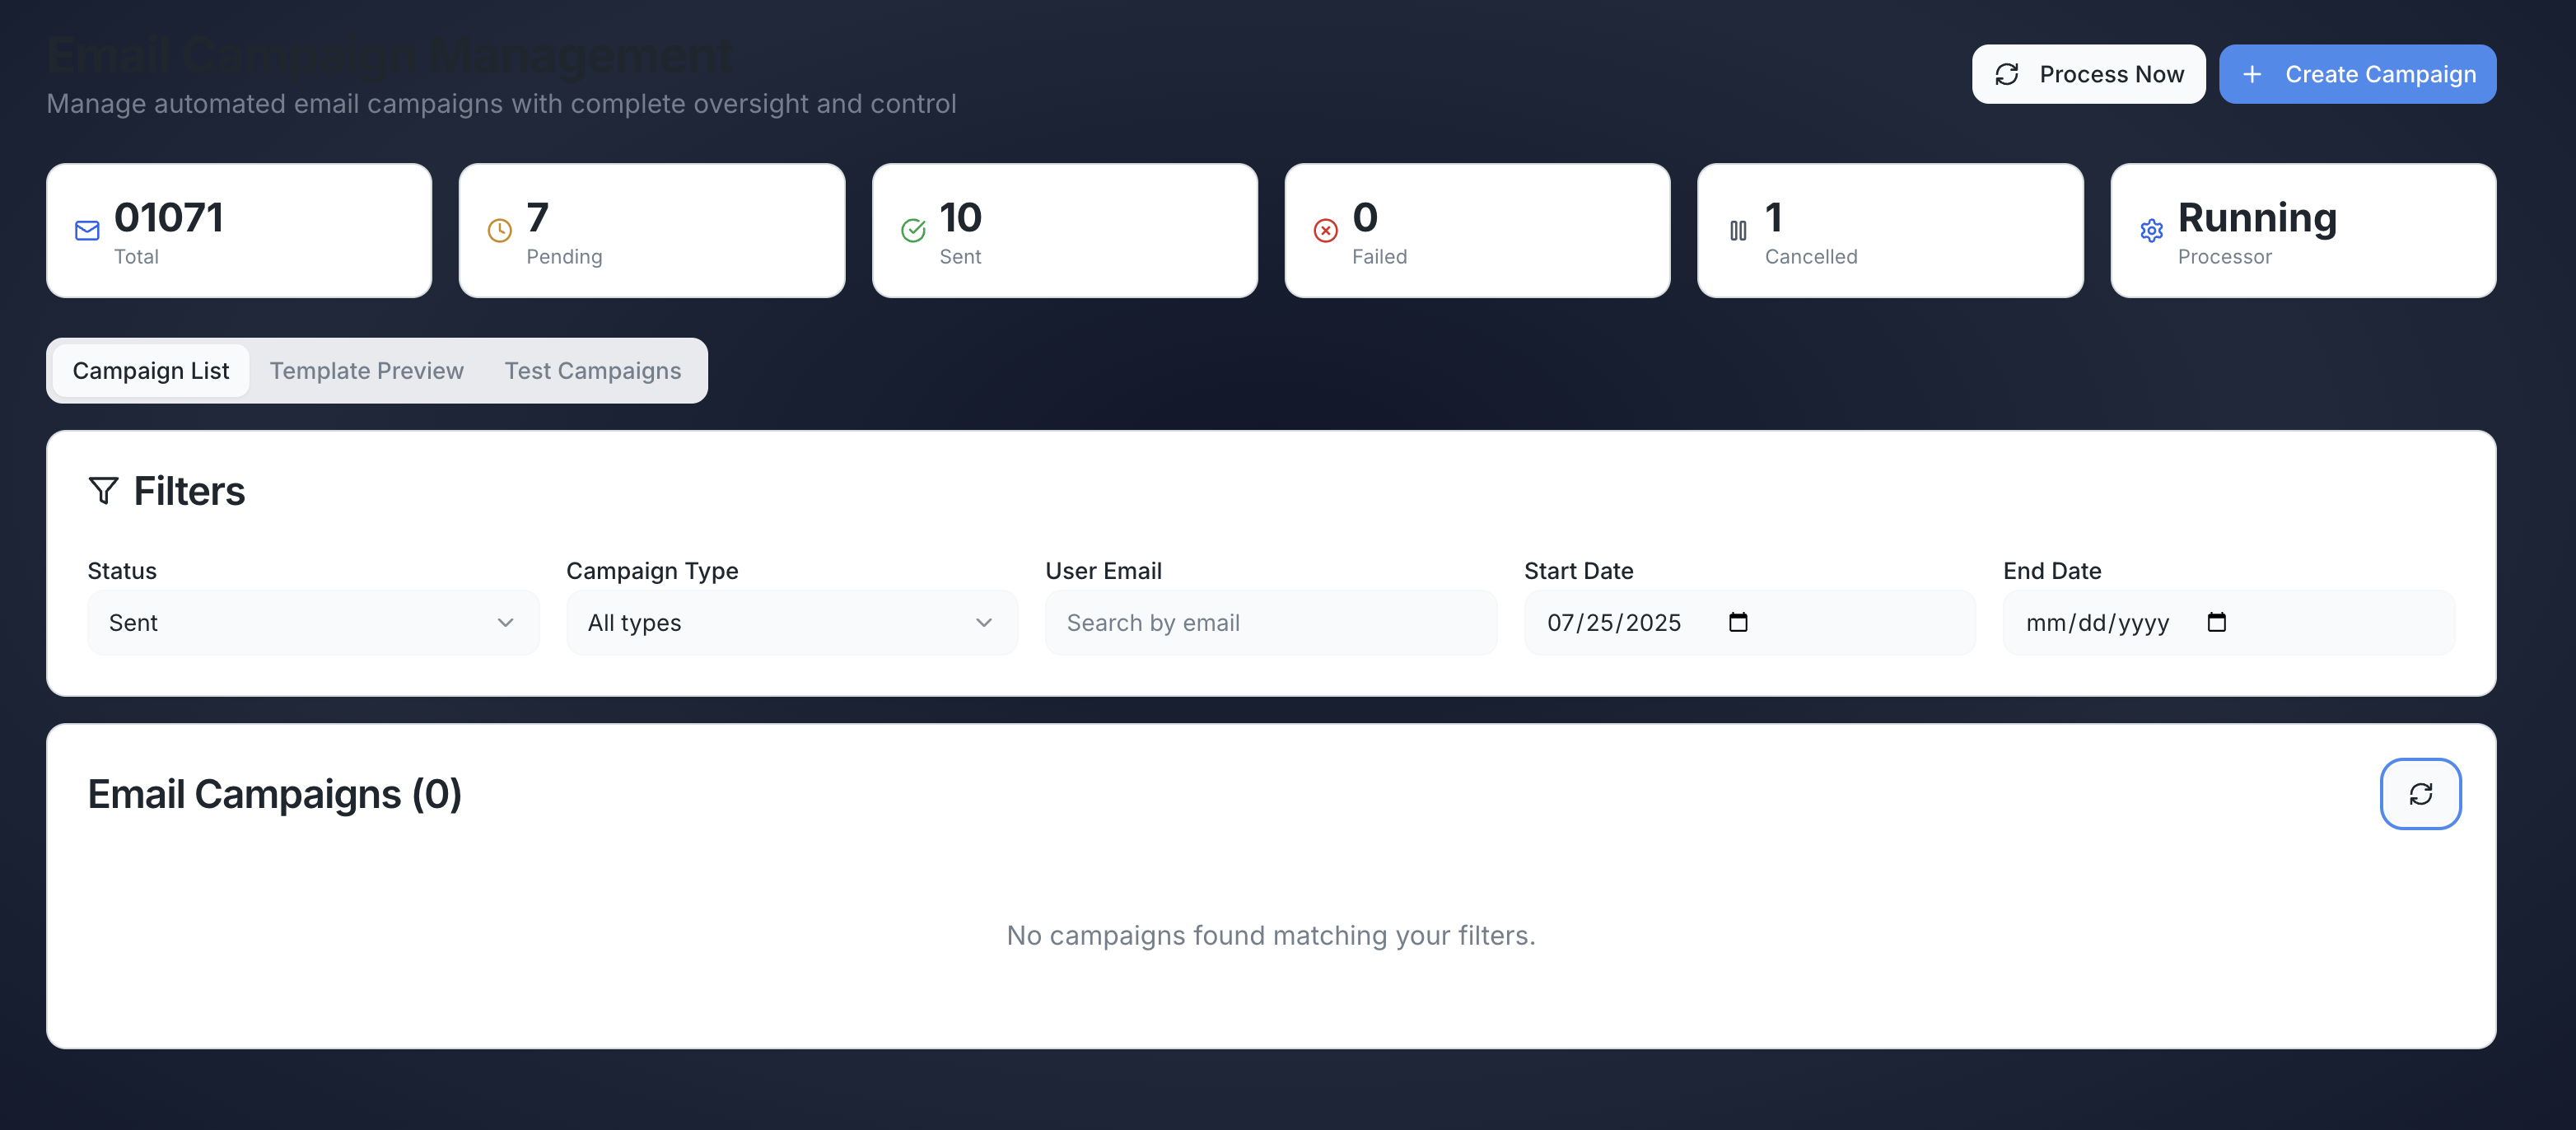 Email Campaign Management
Manage automated email campaigns with complete oversight and control
Process Now
Create Campaign
01071
Total
7
Pending
10
Sent
0
Failed
1
Cancelled
Running
Processor
Campaign List
Template Preview
Test Campaigns
Filters
Status
Campaign Type
User Email
Start Date
End Date
Sent
All types
Search by email
07/25/2025
mm/dd/yyyy
Email Campaigns (0)
No campaigns found matching your filters.